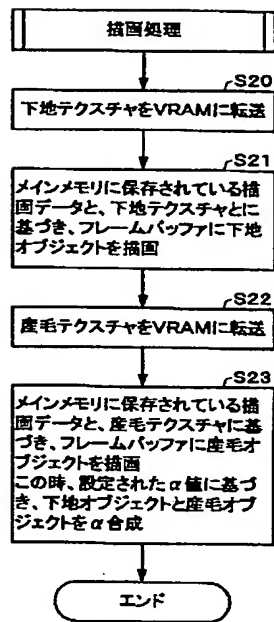 描画処理
S20
下地テクスチャをVRAMに転送
S21
メインメモリに保存されている描
画データと、下地テクスチャとに
基づき、フレームバッファに下地
オブジェクトを描画
S22
産毛テクスチャをVRAMに転送
S23
メインメモリに保存されている描
画データと、産毛テクスチャに基
づき、フレームバッファに産毛オ
ブジェクトを描画
この時、設定されたα値に基づ
き、下地オブジェクトと産毛オブ
ジェクトをα合成
エンド